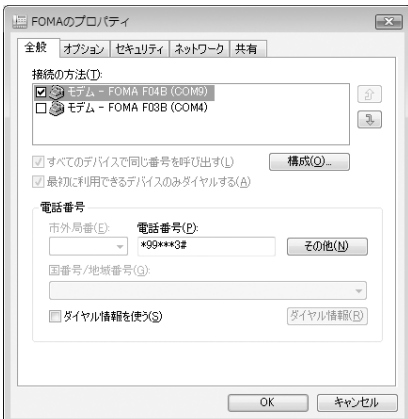 FOMAのプロパティ
全般 オプション セキュリティ ネットワーク 共有
接続の方法(T):
モデム - FOMA F04B (COM9)
モデム - FOMA F03B (COM4)
すべてのデバイスで同じ番号を呼び出す(L) 構成(O)...
最初に利用できるデバイスのみダイヤルする(A)
電話番号
市外局番(E): 電話番号(P):
*99***3# その他(N)
国番号/地域番号(G):
ダイヤル情報を使う(S) ダイヤル情報(R)
OK キャンセル